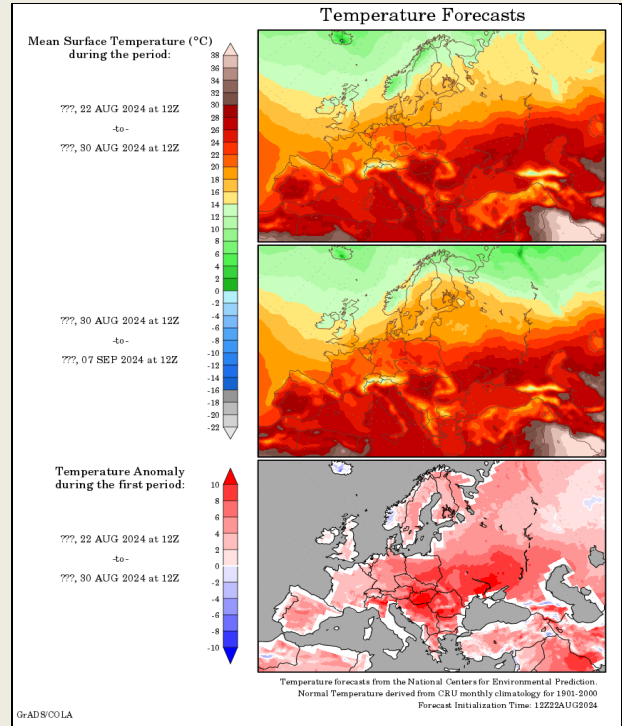 Temperature Forecasts
Mean Surface Temperature (°C)
during the period:
???, 22 AUG 2024 at 12Z
-to-
???, 30 AUG 2024 at 12Z
38
36
34
32
30
28
26
24
22
20
18
16
14
12
10
8
6
4
2
0
-2
-4
-6
-8
-10
-12
-14
-16
-17
-20
-22
???, 30 AUG 2024 at 12Z
-to-
???, 07 SEP 2024 at 12Z
Temperature Anomaly
during the first period:
???, 22 AUG 2024 at 12Z
-to-
???, 30 AUG 2024 at 12Z
10
8
6
4
2
0
-2
-4
-6
-8
-10
Temperature forecasts from the National Centers for Environmental Prediction.
Normal Temperature derived from CRU monthly climatology for 1901-2000
Forecast Initialization Time: 12Z22AUG2024
GrADS/COLA